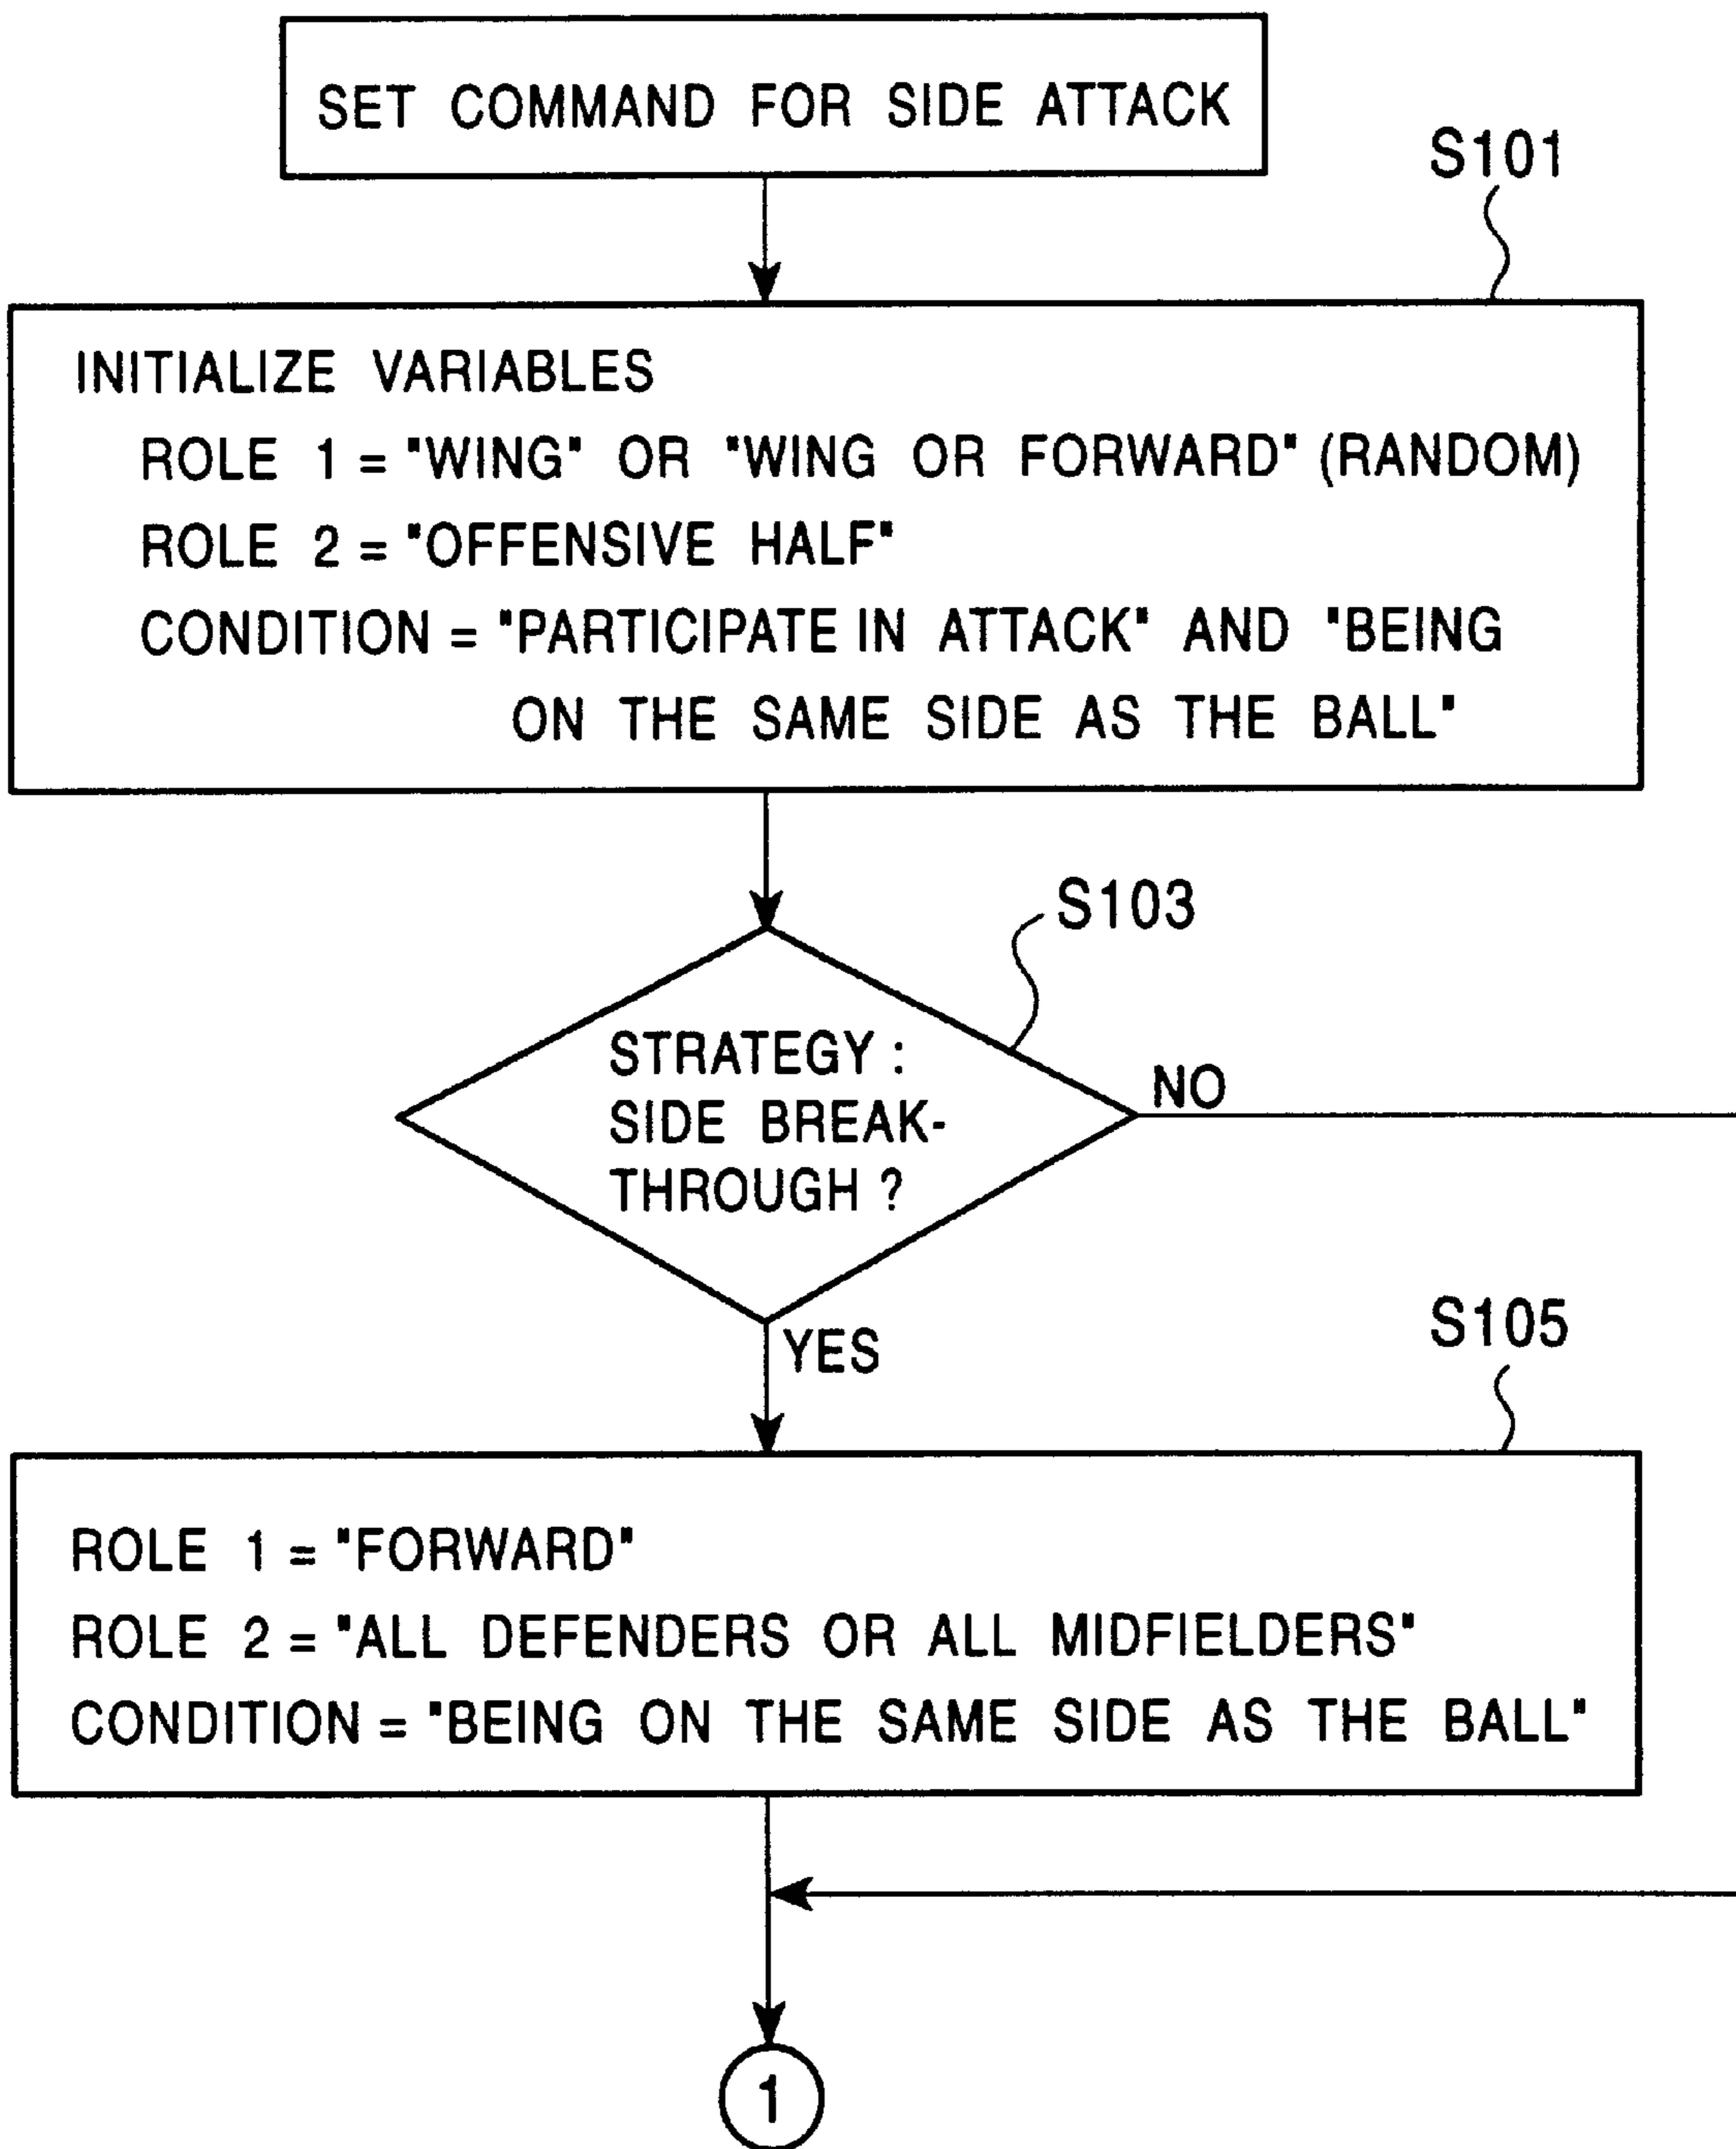 SET COMMAND FOR SIDE ATTACK
S101
INITIALIZE VARIABLES
ROLE 1 = "WING" OR "WING OR FORWARD" (RANDOM)
ROLE 2 = "OFFENSIVE HALF"
CONDITION = "PARTICIPATE IN ATTACK" AND "BEING
ON THE SAME SIDE AS THE BALL"
S103
STRATEGY :
SIDE BREAK-
THROUGH ?
NO
YES
S105
ROLE 1 = "FORWARD"
ROLE 2 = "ALL DEFENDERS OR ALL MIDFIELDERS"
CONDITION = "BEING ON THE SAME SIDE AS THE BALL"
1